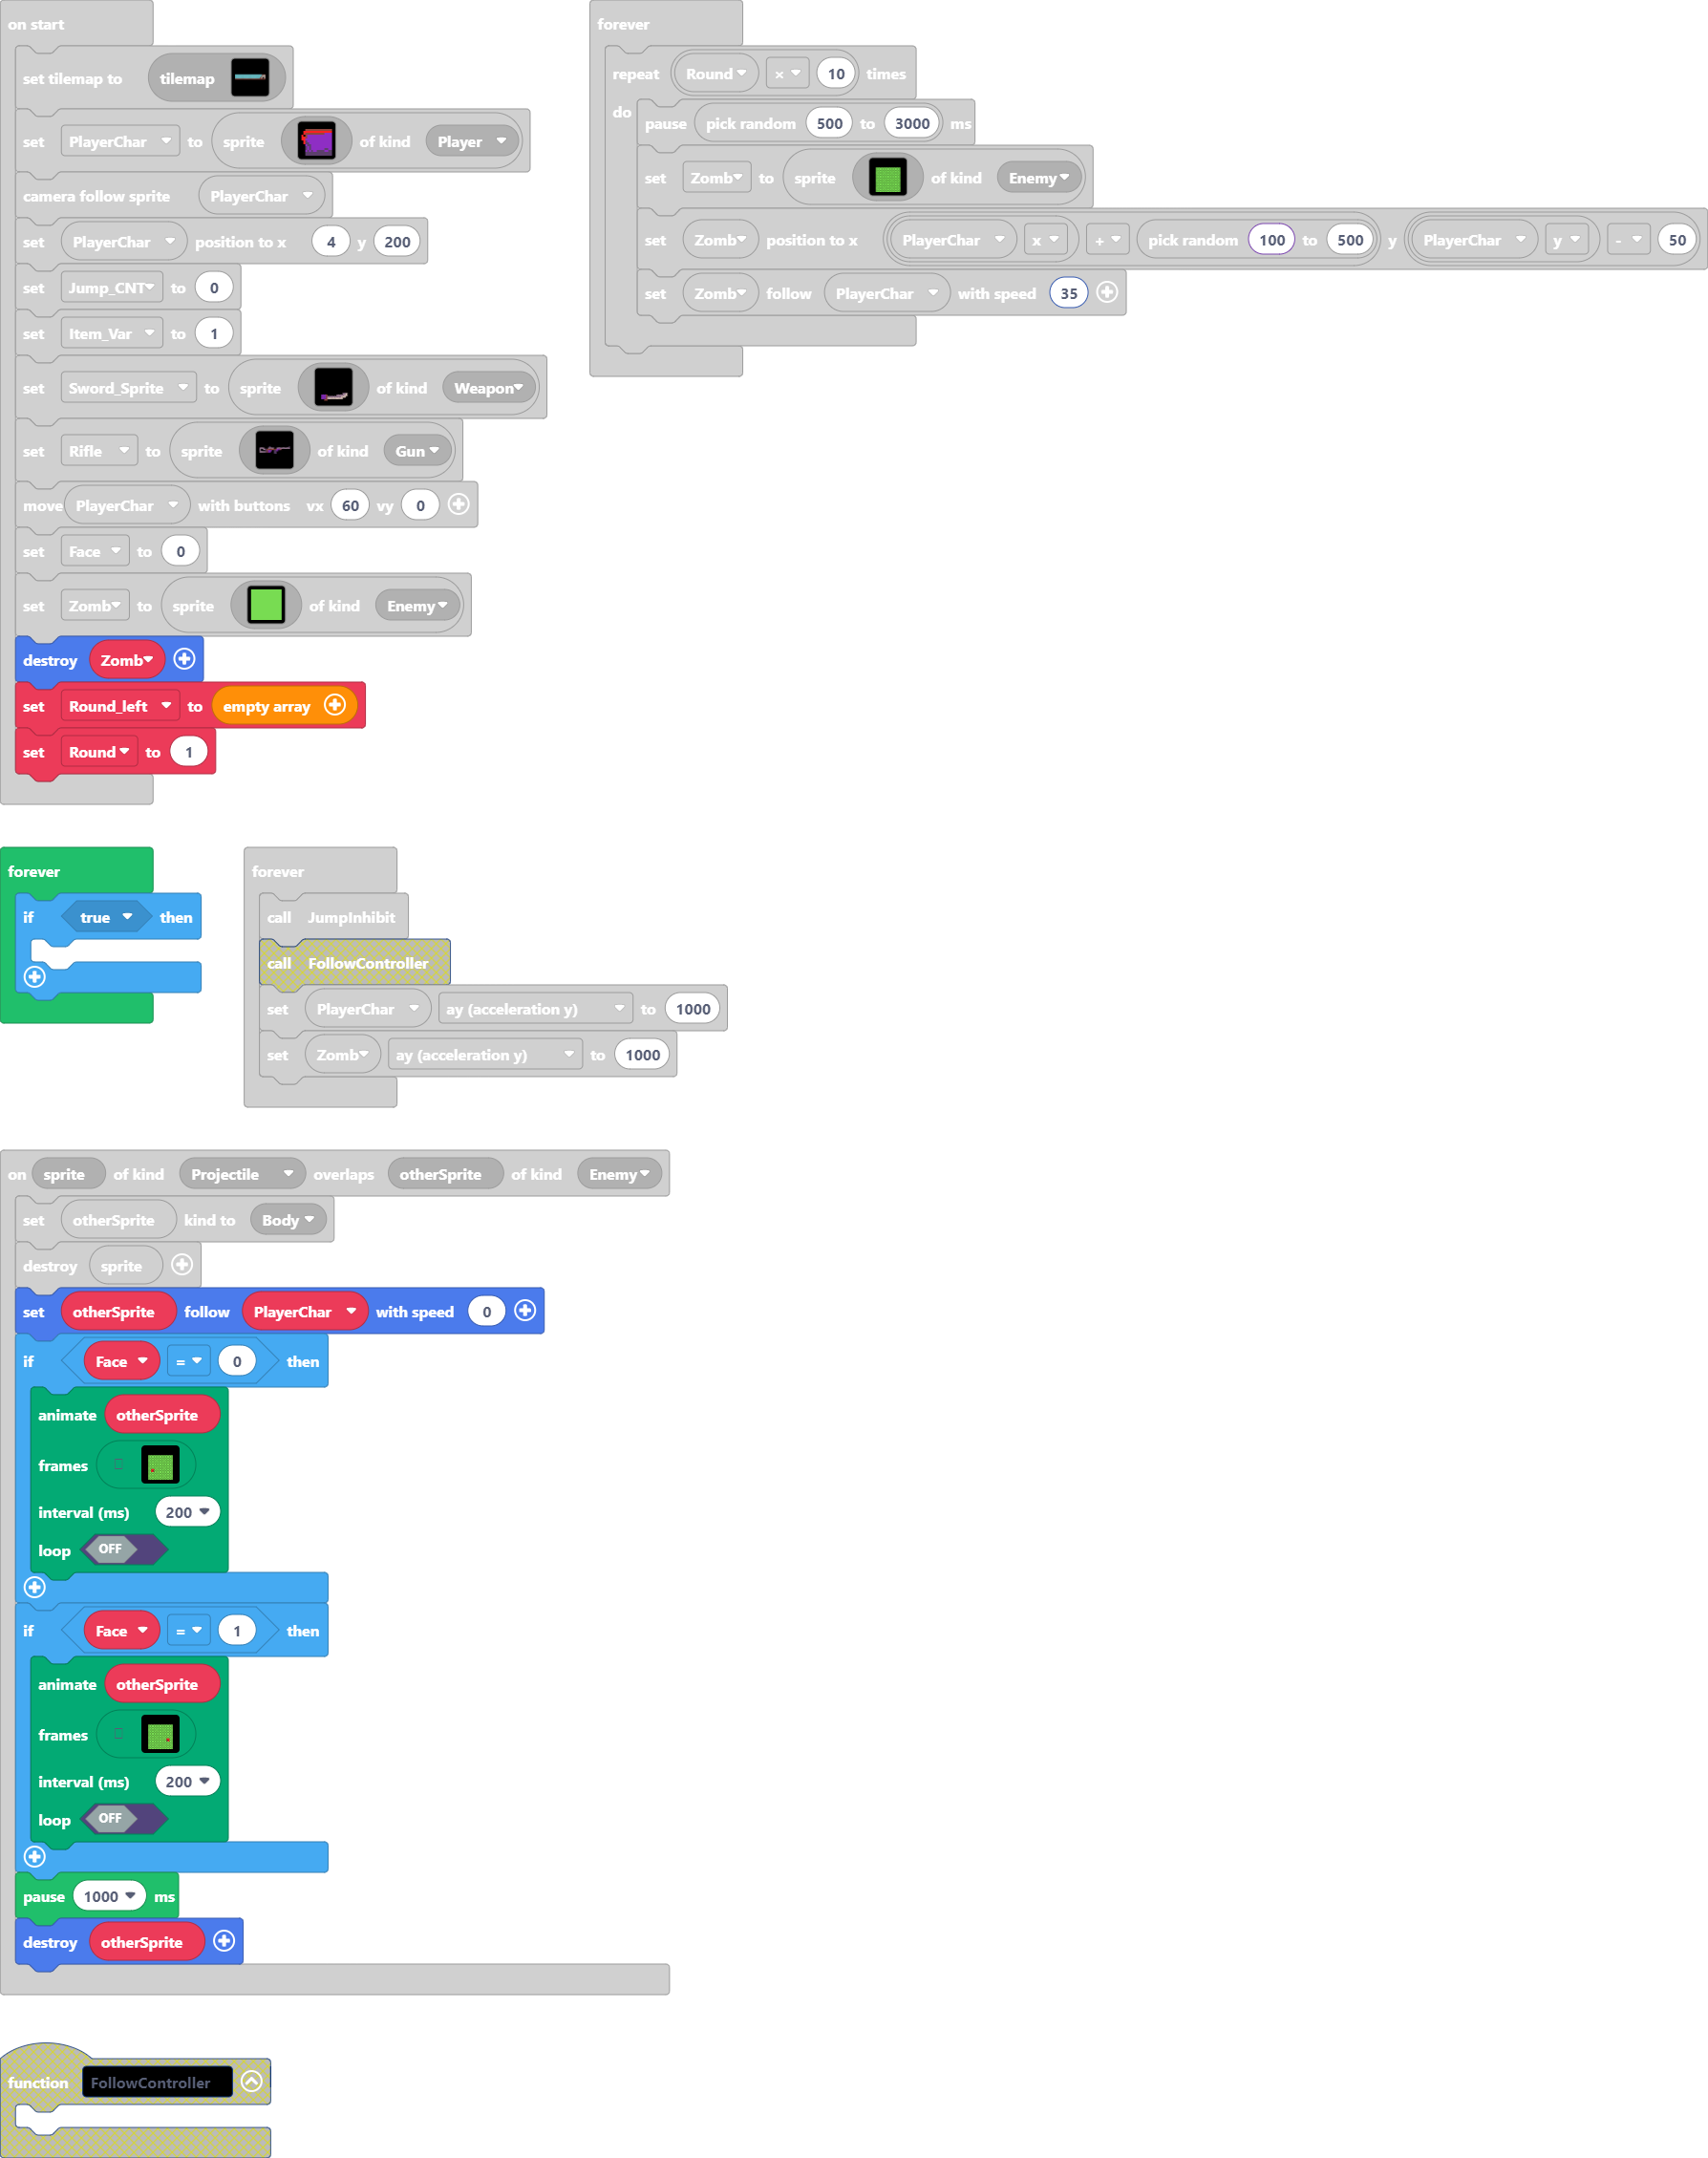 on start
set tilemap to tilemap
set PlayerChar to sprite of kind Player
camera follow sprite PlayerChar
set PlayerChar position to x 4 y 200
set Jump_CNT to 0
set Item_Var to 1
set Sword_Sprite to sprite of kind Weapon
set Rifle to sprite of kind Gun
move PlayerChar with buttons vx 60 vy 0
set Face to 0
set Zomb to sprite of kind Enemy
destroy Zomb
set Round_left to empty array
set Round to 1
forever
repeat Round × 10 times
do
pause pick random 500 to 3000 ms
set Zomb to sprite of kind Enemy
set Zomb position to x PlayerChar x + pick random 100 to 500 y PlayerChar y - 50
set Zomb follow PlayerChar with speed 35
forever
if true then
forever
call JumpInhibit
call FollowController
set PlayerChar ay (acceleration y) to 1000
set Zomb ay (acceleration y) to 1000
on sprite of kind Projectile overlaps otherSprite of kind Enemy
set otherSprite kind to Body
destroy sprite
set otherSprite follow PlayerChar with speed 0
if Face = 0 then
animate otherSprite
frames
interval (ms) 200
loop OFF
if Face = 1 then
animate otherSprite
frames
interval (ms) 200
loop OFF
pause 1000 ms
destroy otherSprite
function FollowController